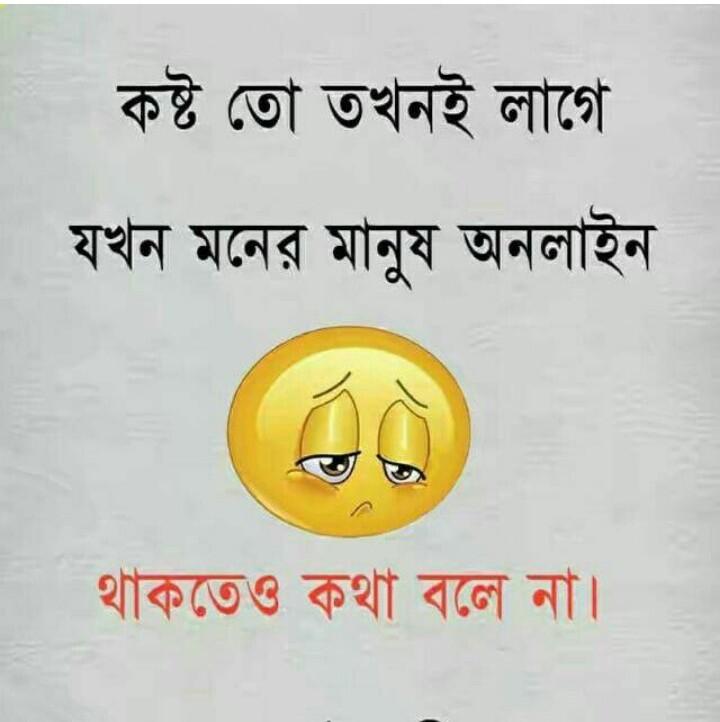 কষ্ট তো তখনই লাগে
যখন মনের মানুষ অনলাইন
থাকতেও কথা বলে না।